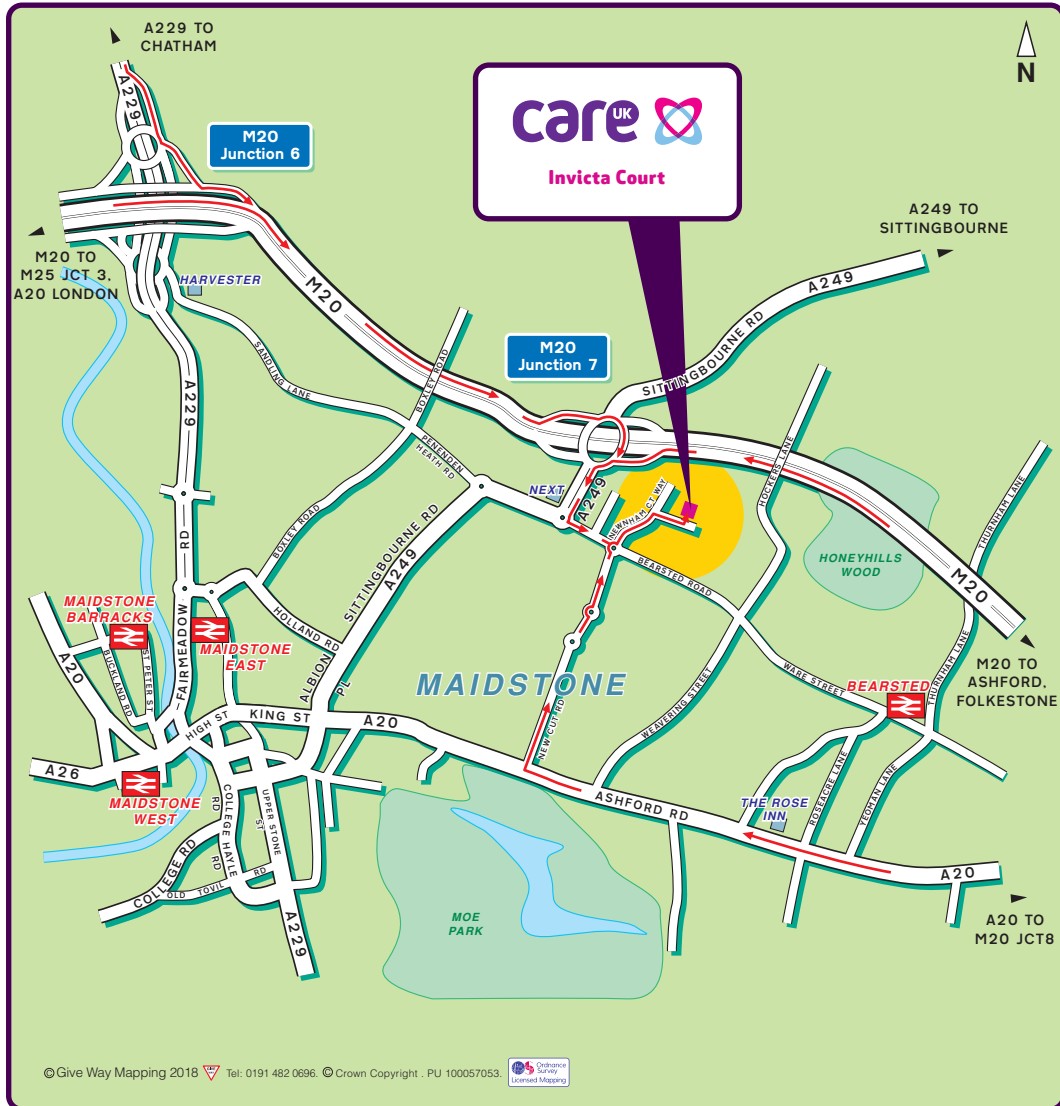 A229 TO
CHATHAM
N
A229
M20
Junction 6
care UK
Invicta Court
A249 TO
SITTINGBOURNE
M20 TO
M25 JCT 3,
A20 LONDON
HARVESTER
M20
A249
SITTINGBOURNE RD
M20
Junction 7
SANDLING LANE
BOXLEY ROAD
A229
PENENDEN
HEATH RD
HOCKERS LANE
NEXT
A249
NEWNHAM CT WAY
THURNHAM LANE
BOXLEY ROAD
SITTINGBOURNE RD
A249
BEARSTED ROAD
HONEYHILLS
WOOD
M20
RD
MAIDSTONE
BARRACKS
FAIRMEADOW
HOLLAND RD
MAIDSTONE
EAST
A20
BUCKLAND RD
ST PETER ST
ALBION
PL
MAIDSTONE
WARE STREET
THURNHAM LANE
M20 TO
ASHFORD,
FOLKESTONE
BEARSTED
HIGH ST
KING ST
A20
NEW CUT RD
WEAVERING STREET
A26
MAIDSTONE
WEST
ASHFORD RD
THE ROSE
INN
ROSEACRE LANE
YEOMAN LANE
RD
COLLEGE
UPPER STONE
ST
HAYLE
RD
COLLEGE RD
OLD TOVIL RD
A20
A229
MOE
PARK
A20 TO
M20 JCT8
© Give Way Mapping 2018 Tel: 0191 482 0696. © Crown Copyright . PU 100057053.
Ordnance
Survey
Licensed Mapping